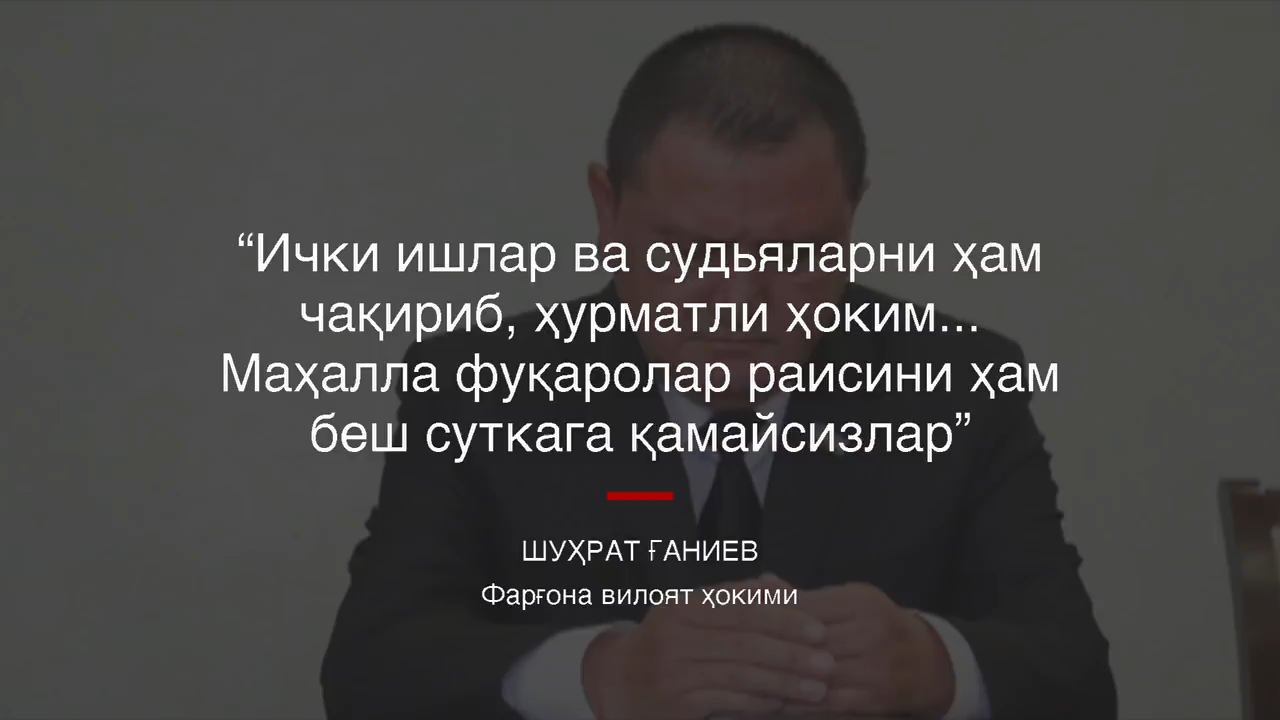 “Ички ишлар ва судьяларни ҳам
чақириб, ҳурматли ҳоким...
Маҳалла фуқаролар раисини ҳам
беш суткага қамайсизлар”
ШУҲРАТ ҒАНИЕВ
Фарғона вилоят ҳокими